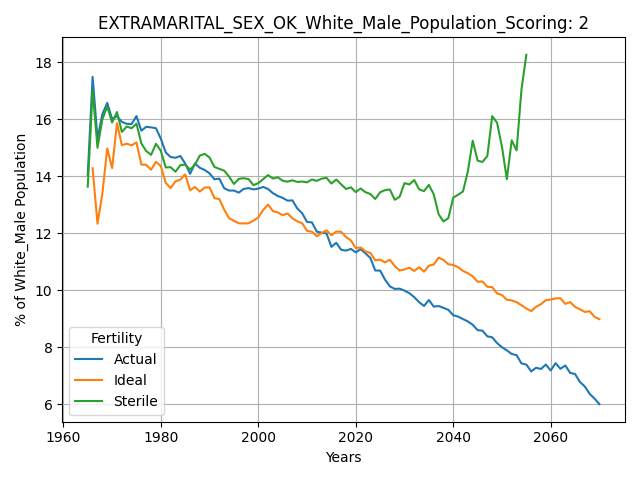 EXTRAMARITAL_SEX_OK_White_Male_Population_Scoring: 2
% of White_Male Population
18
16
14
12
10
8
6
Fertility
Actual
Ideal
Sterile
1960
1980
2000
2020
2040
2060
Years